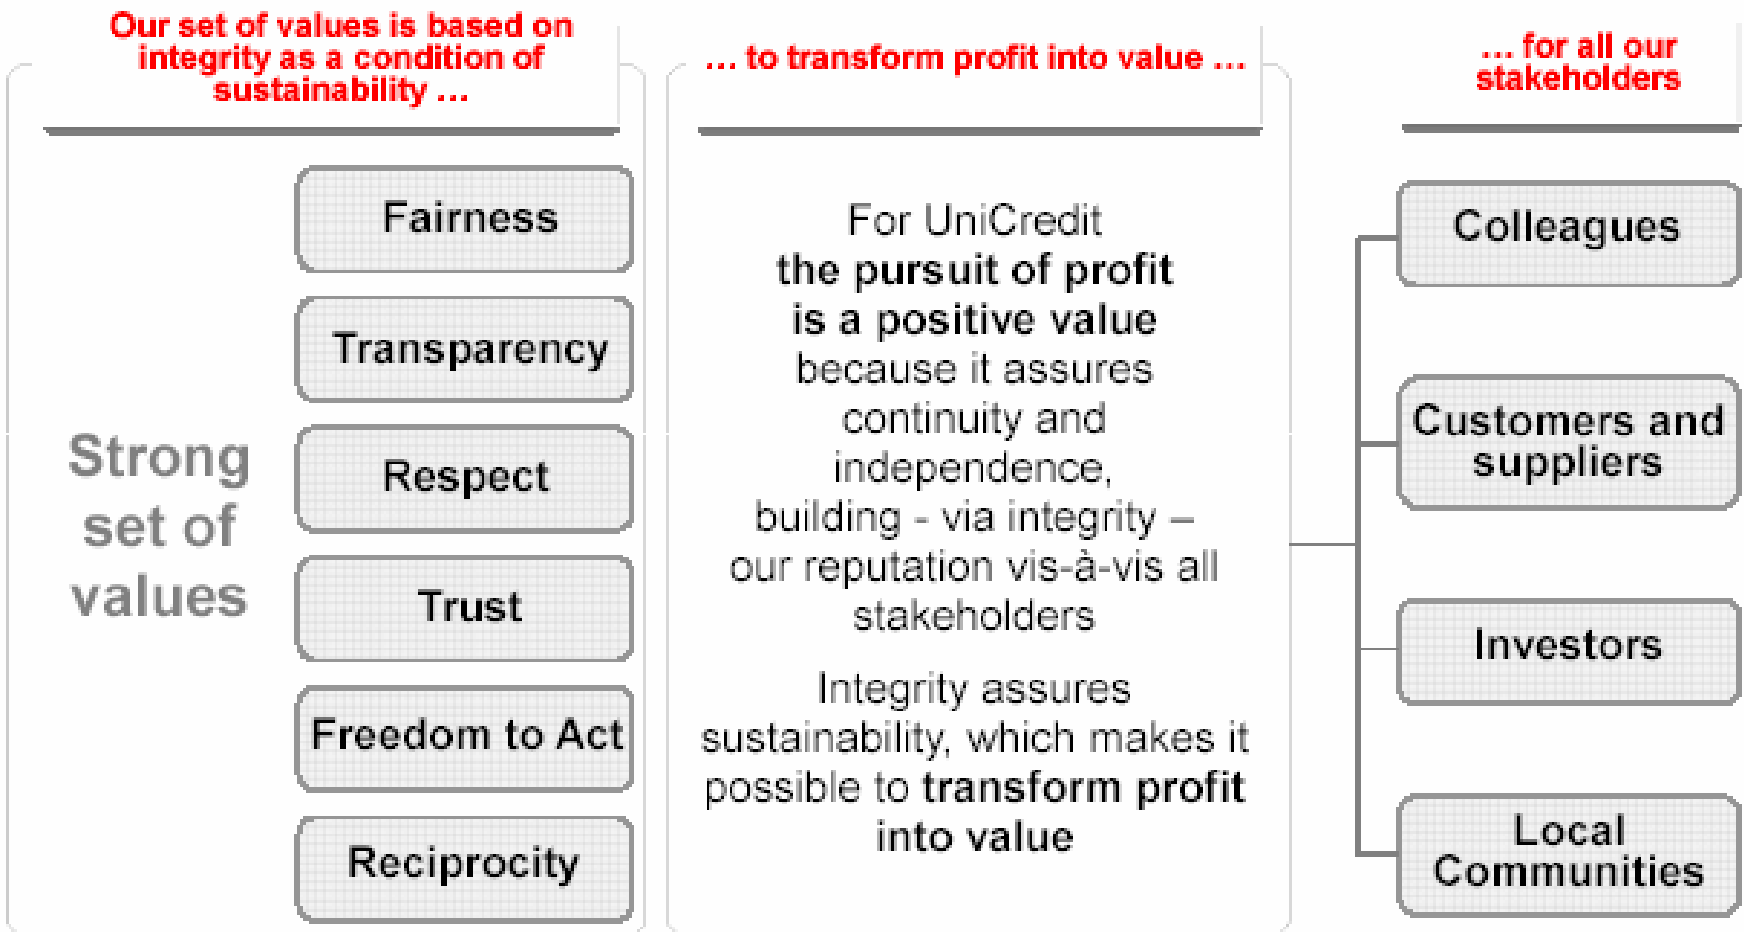 Our set of values is based on
integrity as a condition of
sustainability ...
Strong
set of
values
Fairness
Transparency
Respect
Trust
Freedom to Act
Reciprocity
... to transform profit into value ...
For UniCredit
the pursuit of profit
is a positive value
because it assures
continuity and
independence,
building - via integrity –
our reputation vis-à-vis all
stakeholders
Integrity assures
sustainability, which makes it
possible to transform profit
into value
... for all our
stakeholders
Colleagues
Customers and
suppliers
Investors
Local
Communities